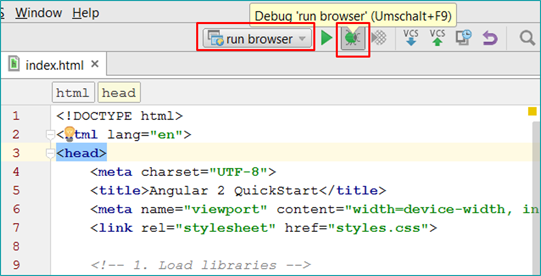 S Window Help
Debug 'run browser' (Umschalt+F9)
run browser
VCS VCS
index.html
html head
1 <!DOCTYPE html>
2 <html lang="en">
3 <head>
4 <meta charset="UTF-8">
5 <title>Angular 2 QuickStart</title>
6 <meta name="viewport" content="width=device-width, in
7 <link rel="stylesheet" href="styles.css">
8
9 <!-- 1. Load libraries -->